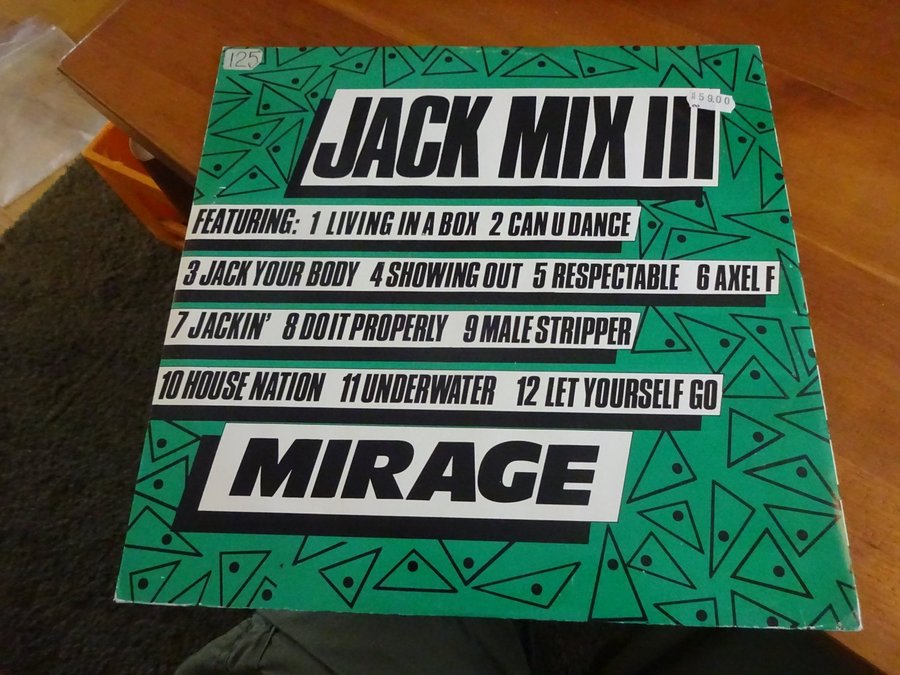 125
JACK MIX III
59.00
FEATURING: 1 LIVING IN A BOX 2 CAN U DANCE
3 JACK YOUR BODY 4 SHOWING OUT 5 RESPECTABLE 6 AXEL F
7 JACKIN' 8 DO IT PROPERLY 9 MALE STRIPPER
10 HOUSE NATION 11 UNDERWATER 12 LET YOURSELF GO
MIRAGE